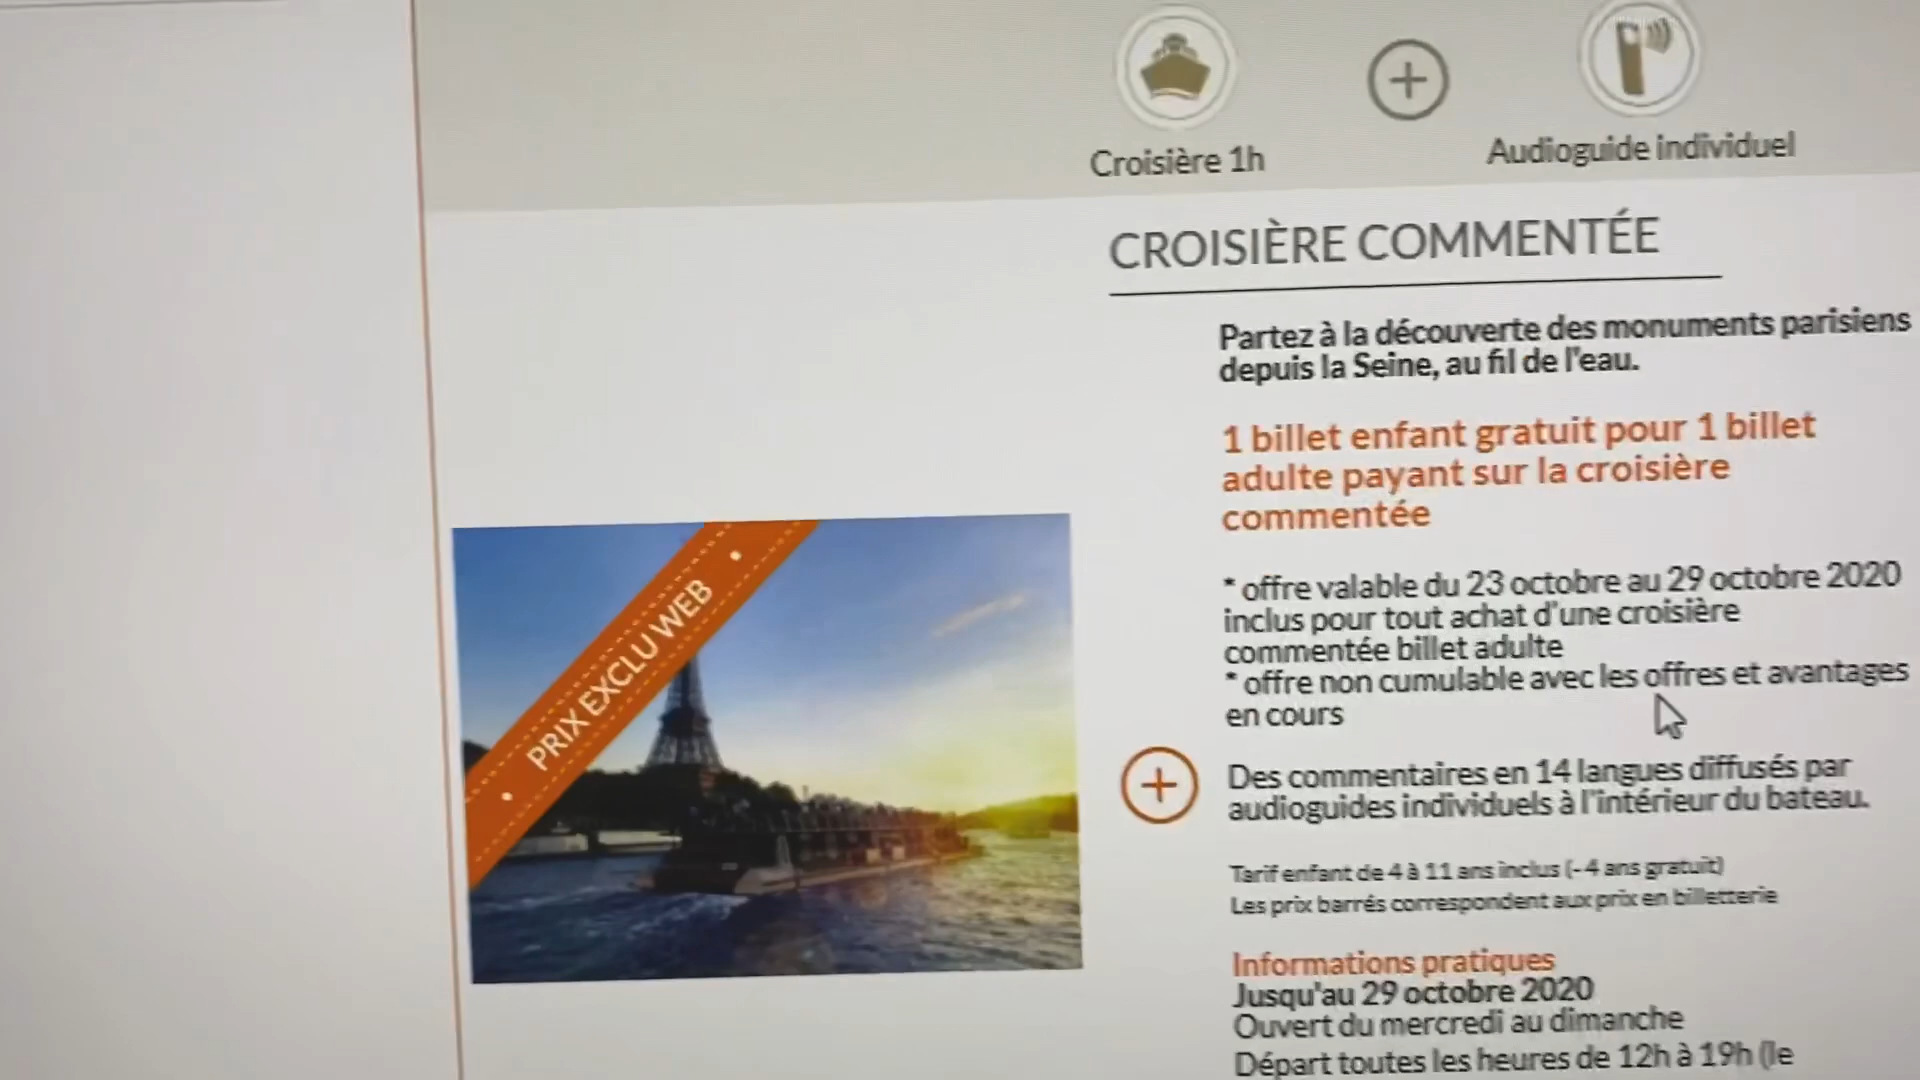 Croisière 1h
Audioguide individuel
CROISIÈRE COMMENTÉE
Partez à la découverte des monuments parisiens
depuis la Seine, au fil de l'eau.
1 billet enfant gratuit pour 1 billet
adulte payant sur la croisière
commentée
* offre valable du 23 octobre au 29 octobre 2020
inclus pour tout achat d'une croisière
commentée billet adulte
* offre non cumulable avec les offres et avantages
en cours
PRIX EXCLU WEB
Des commentaires en 14 langues diffusés par
audioguides individuels à l'intérieur du bateau.
Tarif enfant de 4 à 11 ans inclus (- 4 ans gratuit)
Les prix barrés correspondent aux prix en billetterie
Informations pratiques
Jusqu'au 29 octobre 2020
Ouvert du mercredi au dimanche
Départ toutes les heures de 12h à 19h (le